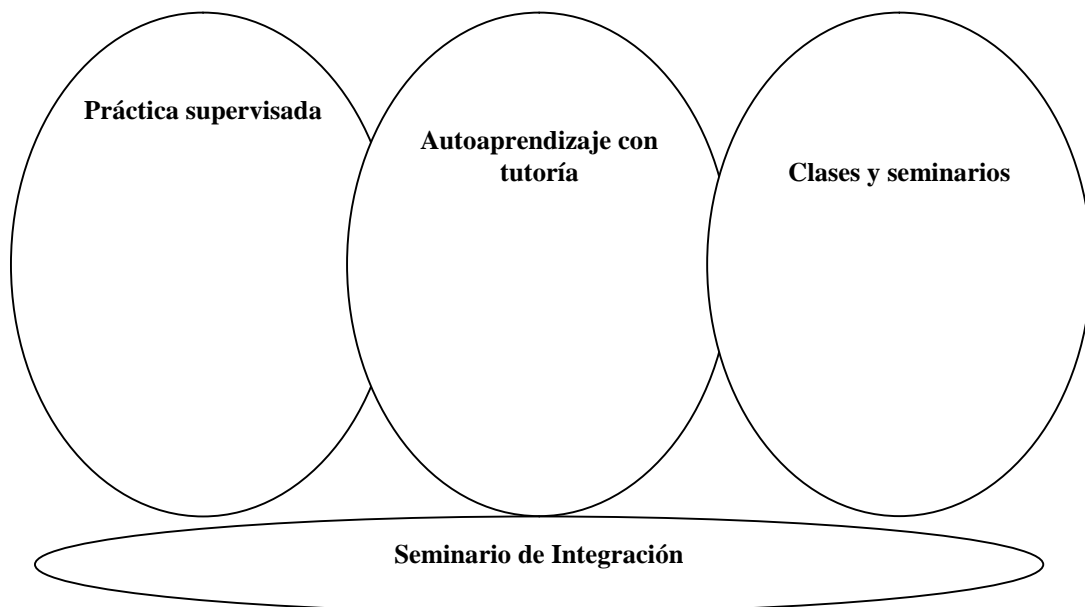 Práctica supervisada
Autoaprendizaje con
tutoría
Clases y seminarios
Seminario de Integración